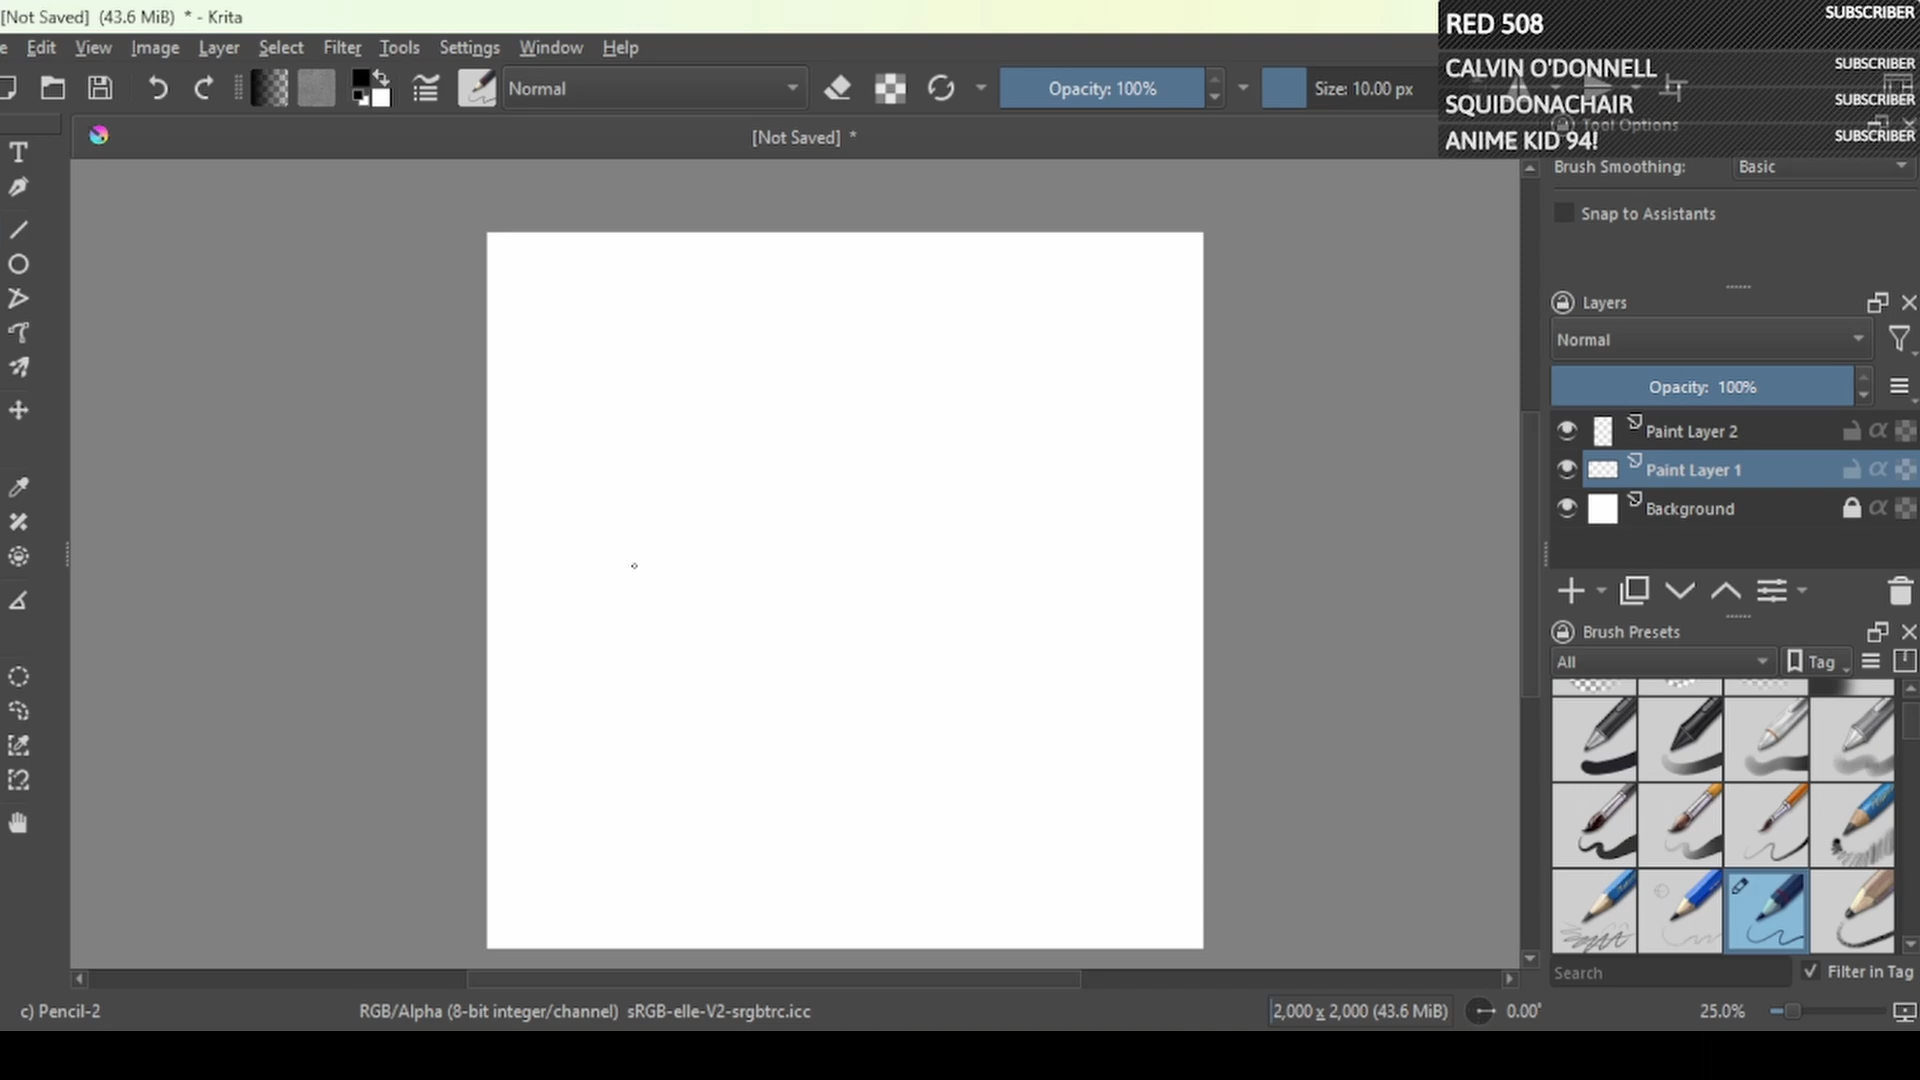 [Not Saved] (43.6 MiB) * - Krita
e Edit View Image Layer Select Filter Tools Settings Window Help
Normal
Opacity: 100%
Size: 10.00 px
RED 508 SUBSCRIBER
CALVIN O'DONNELL SUBSCRIBER
SQUIDONACHAIR SUBSCRIBER
ANIME KID 94! SUBSCRIBER
Tool Options
[Not Saved] *
Brush Smoothing: Basic
Snap to Assistants
Layers
Normal
Opacity: 100%
Paint Layer 2
Paint Layer 1
Background
Brush Presets
All Tag
Search Filter in Tag
c) Pencil-2 RGB/Alpha (8-bit integer/channel) sRGB-elle-V2-srgbtrc.icc 2,000 x 2,000 (43.6 MiB) 0.00° 25.0%